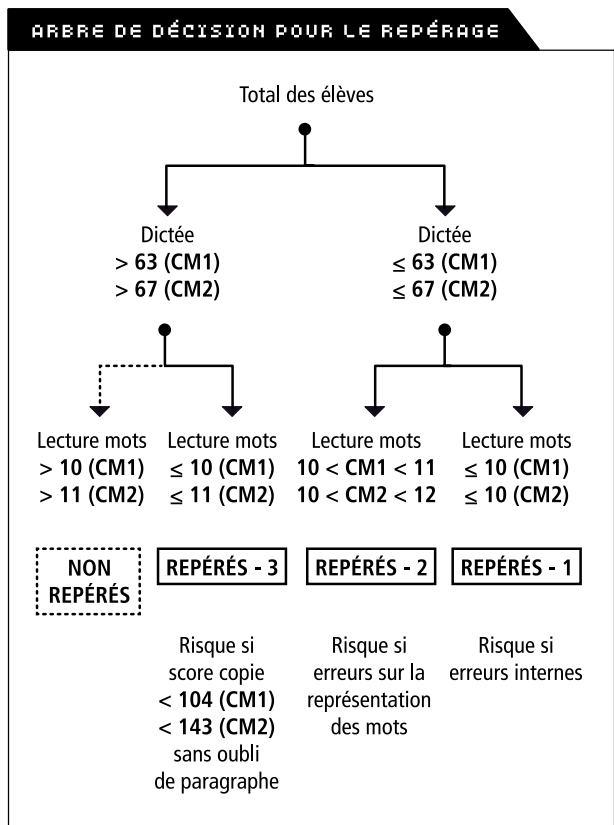 ARBRE DE DÉCISION POUR LE REPÉRAGE
Total des élèves
Dictée
> 63 (CM1)
> 67 (CM2)
Dictée
≤ 63 (CM1)
≤ 67 (CM2)
Lecture mots
> 10 (CM1)
> 11 (CM2)
Lecture mots
≤ 10 (CM1)
≤ 11 (CM2)
Lecture mots
10 < CM1 < 11
10 < CM2 < 12
Lecture mots
≤ 10 (CM1)
≤ 10 (CM2)
NON
REPÉRÉS
REPÉRÉS - 3
REPÉRÉS - 2
REPÉRÉS - 1
Risque si
score copie
< 104 (CM1)
< 143 (CM2)
sans oubli
de paragraphe
Risque si
erreurs sur la
représentation
des mots
Risque si
erreurs internes